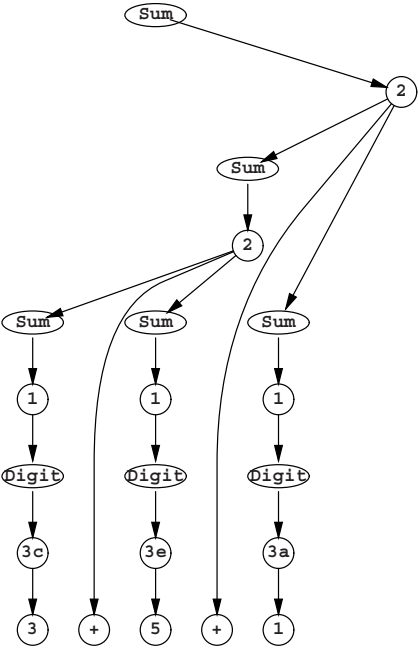 Sum
2
Sum
2
Sum Sum Sum
1 1 1
Digit Digit Digit
3c 3e 3a
3 + 5 + 1